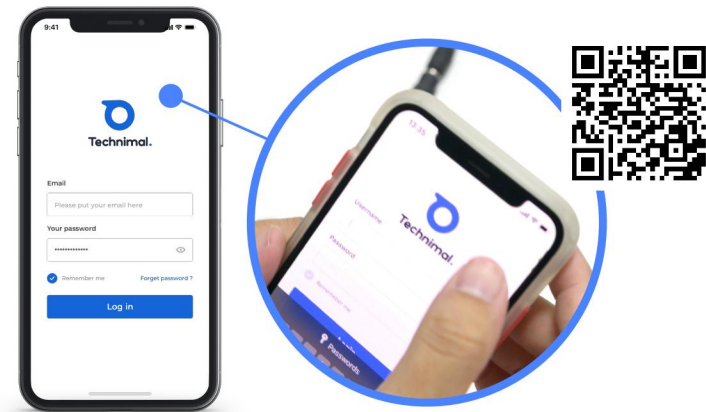 9:41
Technimal.
Email
Please put your email here
Your password
Remember me
Forget password ?
Log in
13:35
Technimal.
Username
Password
Remember me
Login
Passwords